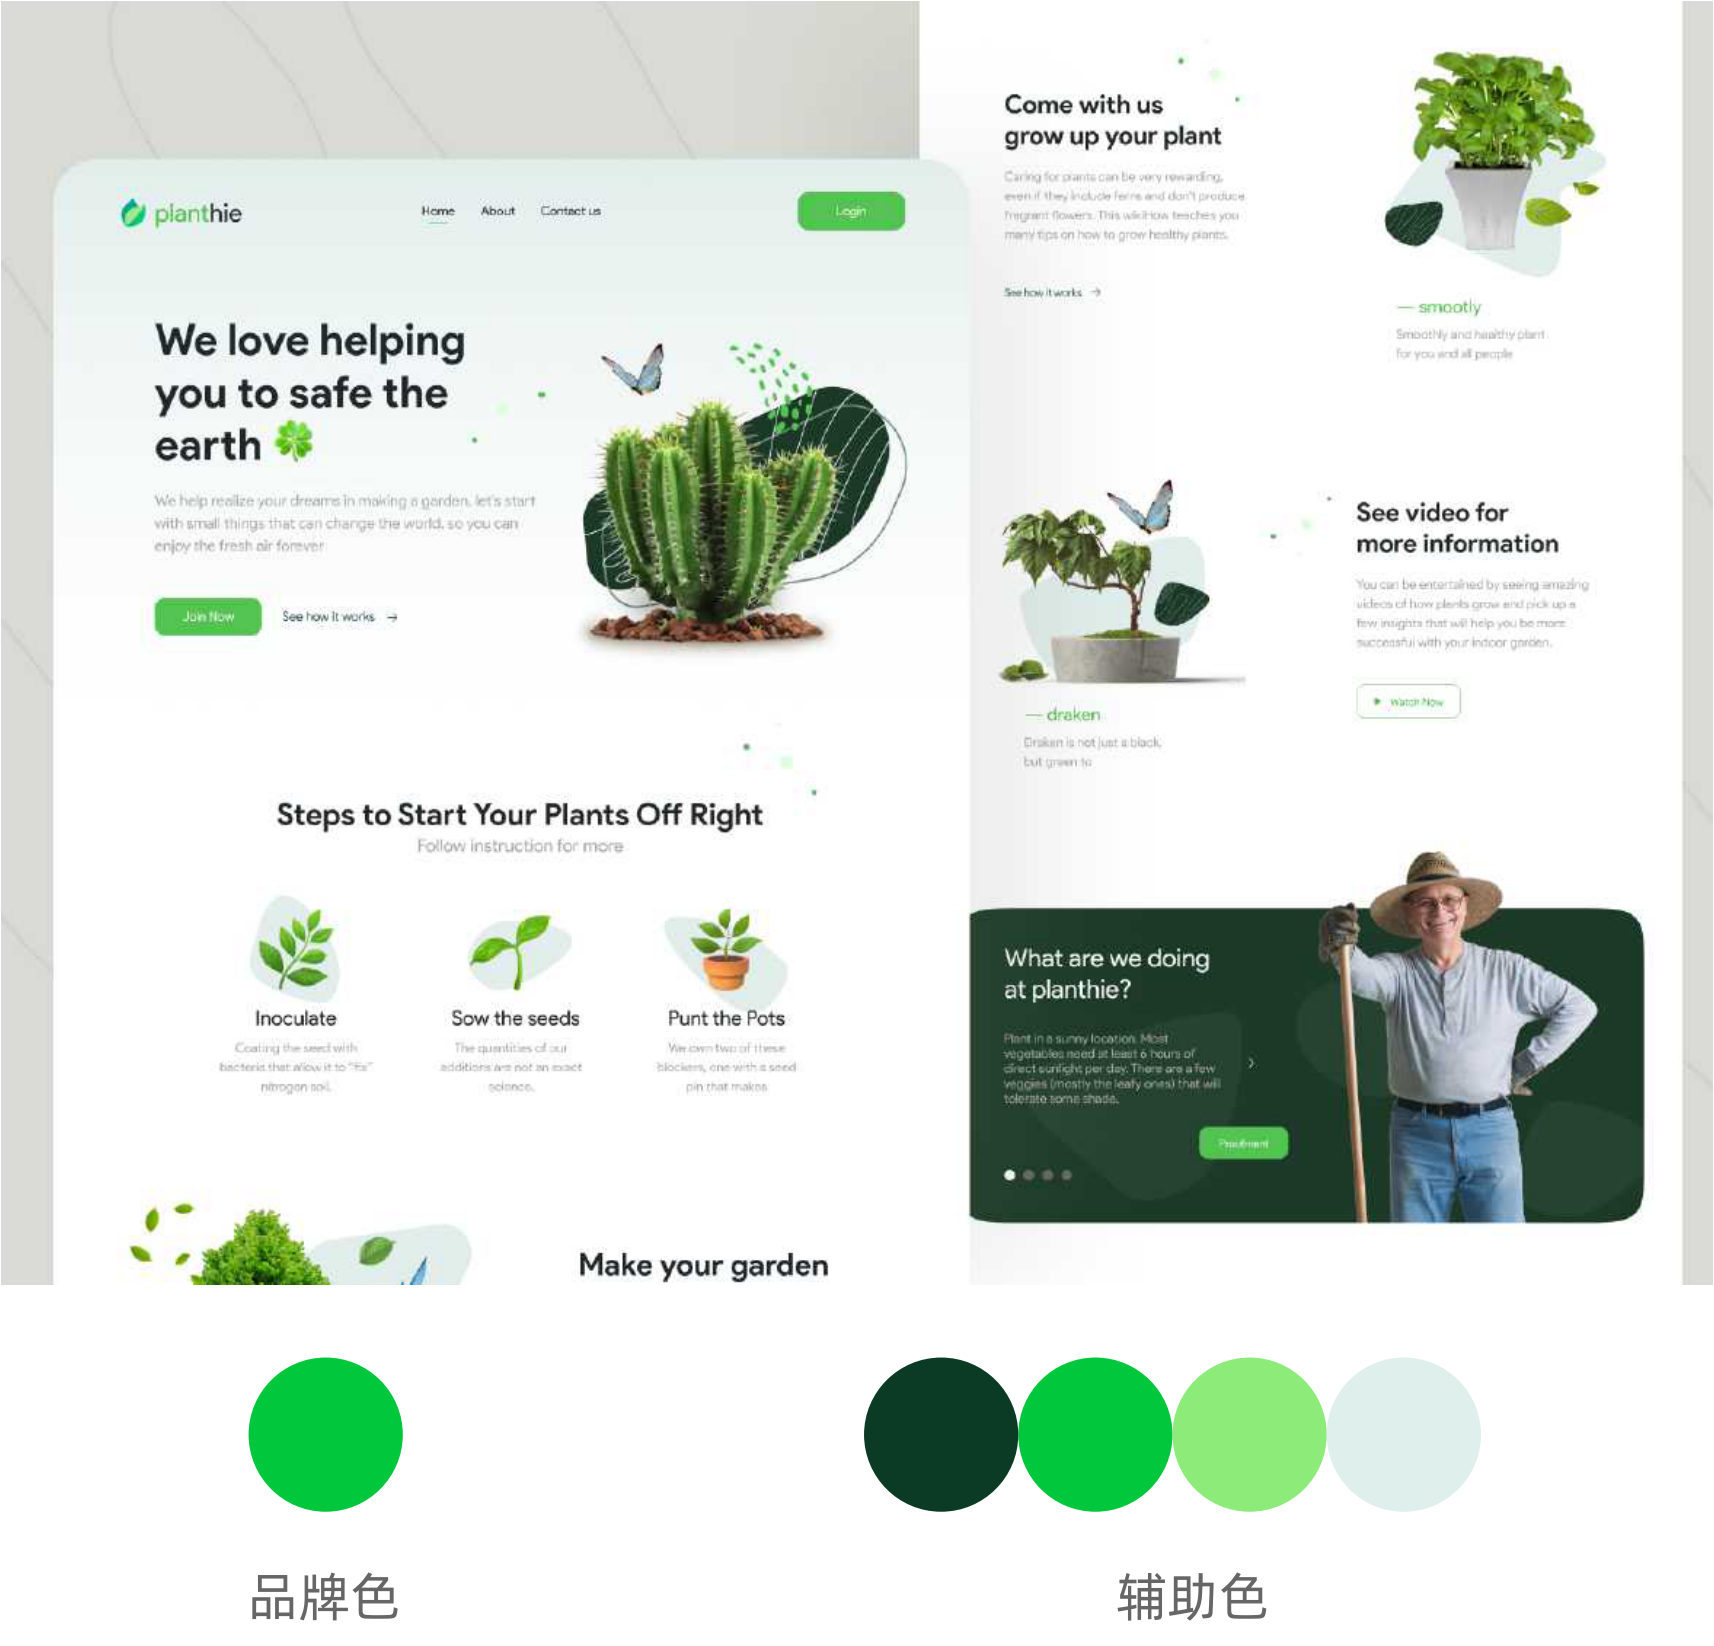 planthie
Home About Contact us
Login
We love helping
you to safe the
earth
We help realize your dreams in making a garden, let's start
with small things that can change the world, so you can
enjoy the fresh air forever
Join Now
See how it works →
Steps to Start Your Plants Off Right
Follow instruction for more
Inoculate
Coating the seed with
bacteria that allow it to "fix"
nitrogen soil.
Sow the seeds
The quantities of our
additions are not an exact
science.
Punt the Pots
We own two of these
blockers, one with a seed
pin that makes
Make your garden
Come with us
grow up your plant
Caring for plants can be very rewarding,
even if they include ferns and don't produce
fragrant flowers. This wikiHow teaches you
many tips on how to grow healthy plants.
See how it works →
— smootly
Smoothly and healthy plant
for you and all people
— draken
Draken is not just a black,
but green to
See video for
more information
You can be entertained by seeing amazing
videos of how plants grow and pick up a
few insights that will help you be more
successful with your indoor garden.
Watch Now
What are we doing
at planthie?
Plant in a sunny location. Most
vegetables need at least 6 hours of
direct sunlight per day. There are a few
veggies (mostly the leafy ones) that will
tolerate some shade.
品牌色
辅助色